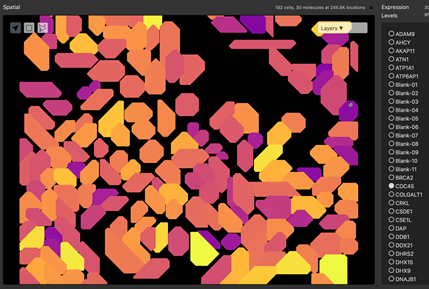 Spatial
192 cells, 30 molecules at 245.8K locations
Expression
Levels
Layers ▼
ADAM9
AHCY
AKAP11
ATN1
ATP1A1
ATP6AP1
Blank-01
Blank-02
Blank-03
Blank-04
Blank-05
Blank-06
Blank-07
Blank-08
Blank-09
Blank-10
Blank-11
BRCA2
CDC45
COLGALT1
CRKL
CSDE1
CSE1L
DAP
DDB1
DDX21
DHRS2
DHX15
DHX9
DNAJB1